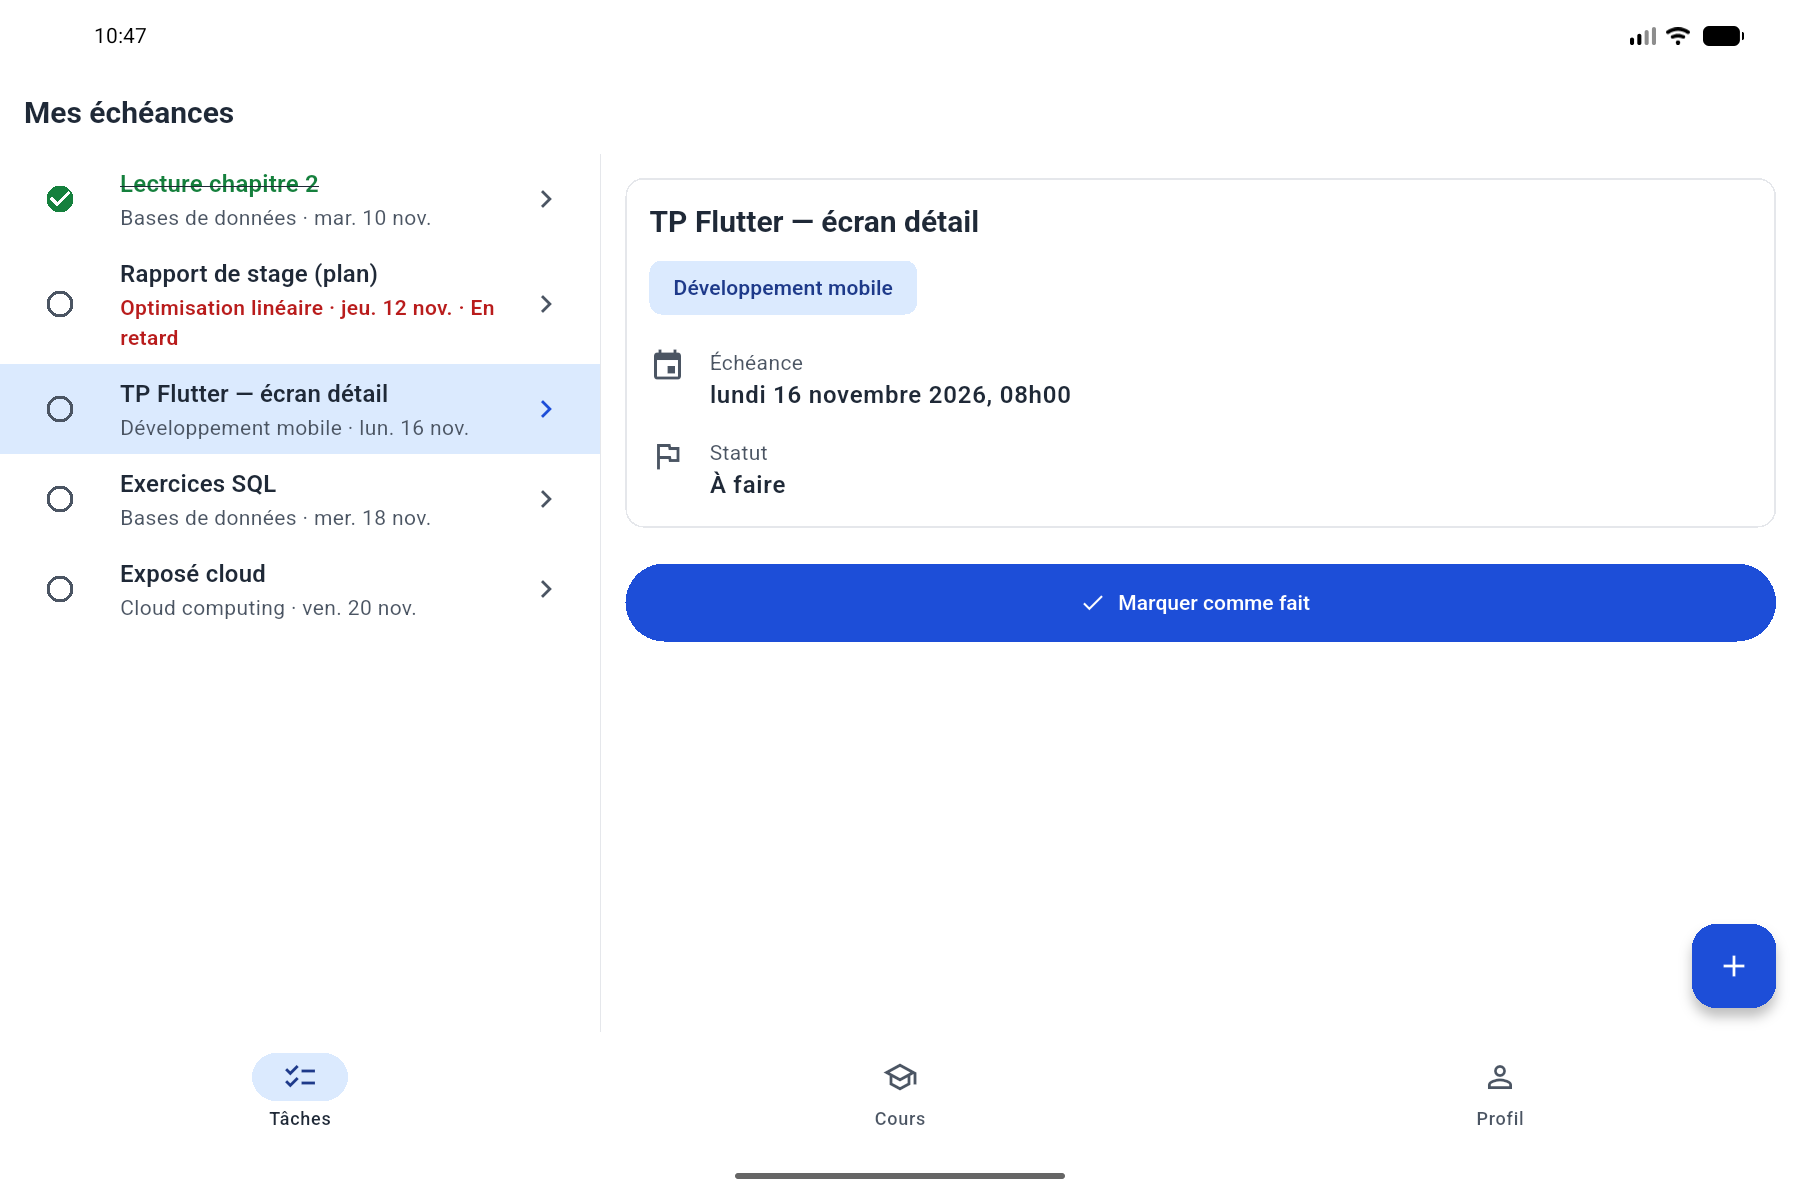 10:47
Mes échéances
Lecture chapitre 2
Bases de données · mar. 10 nov.
Rapport de stage (plan)
Optimisation linéaire · jeu. 12 nov. · En
retard
TP Flutter — écran détail
Développement mobile · lun. 16 nov.
Exercices SQL
Bases de données · mer. 18 nov.
Exposé cloud
Cloud computing · ven. 20 nov.
TP Flutter — écran détail
Développement mobile
Échéance
lundi 16 novembre 2026, 08h00
Statut
À faire
Marquer comme fait
Tâches
Cours
Profil